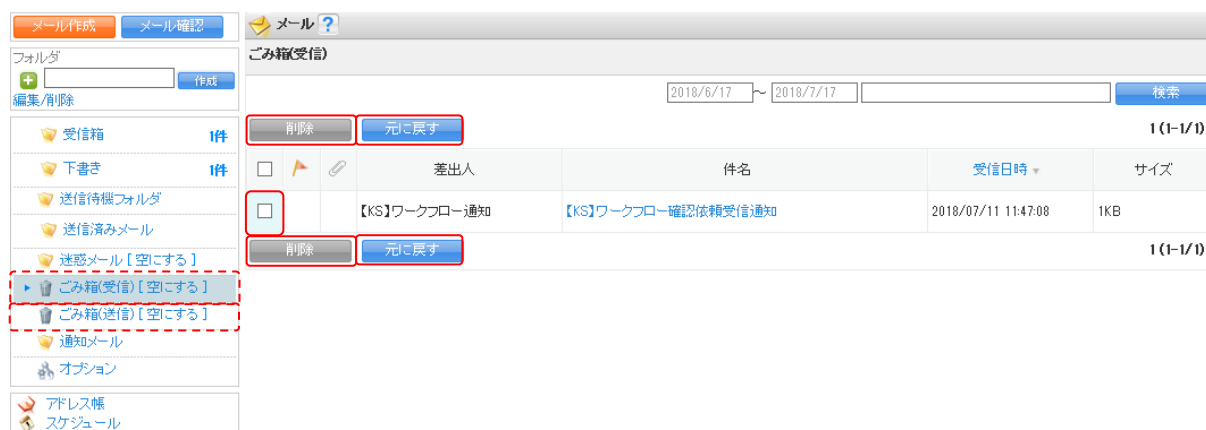 メール作成 メール確認
フォルダ
作成
編集/削除
受信箱 1件
下書き 1件
送信待機フォルダ
送信済みメール
迷惑メール [ 空にする ]
ごみ箱(受信) [ 空にする ]
ごみ箱(送信) [ 空にする ]
通知メール
オプション
アドレス帳
スケジュール
メール ?
ごみ箱(受信)
2018/6/17 ～ 2018/7/17 検索
削除 元に戻す 1 (1-1/1)
差出人 件名 受信日時 サイズ
【KS】ワークフロー通知 【KS】ワークフロー確認依頼受信通知 2018/07/11 11:47:08 1KB
削除 元に戻す 1 (1-1/1)